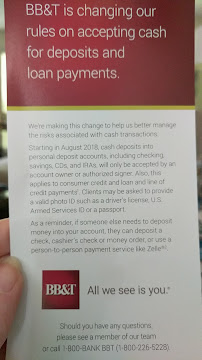 BB&T is changing our
rules on accepting cash
for deposits and
loan payments.
We're making this change to help us better manage
the risks associated with cash transactions.
Starting in August 2018, cash deposits into
personal deposit accounts, including checking,
savings, CDs, and IRAs, will only be accepted by an
account owner or authorized signer. Also, this
applies to consumer credit and loan and line of
credit payments. Clients may be asked to provide
a valid photo ID such as a driver's license, U.S.
Armed Services ID or a passport.
As a reminder, if someone else needs to deposit
money into your account, they can deposit a
check, cashier's check or money order, or use a
person-to-person payment service like Zelle®.
BB&T All we see is you.®
Should you have any questions,
please see a member of our team
or call 1-800-BANK BBT (1-800-226-5228).